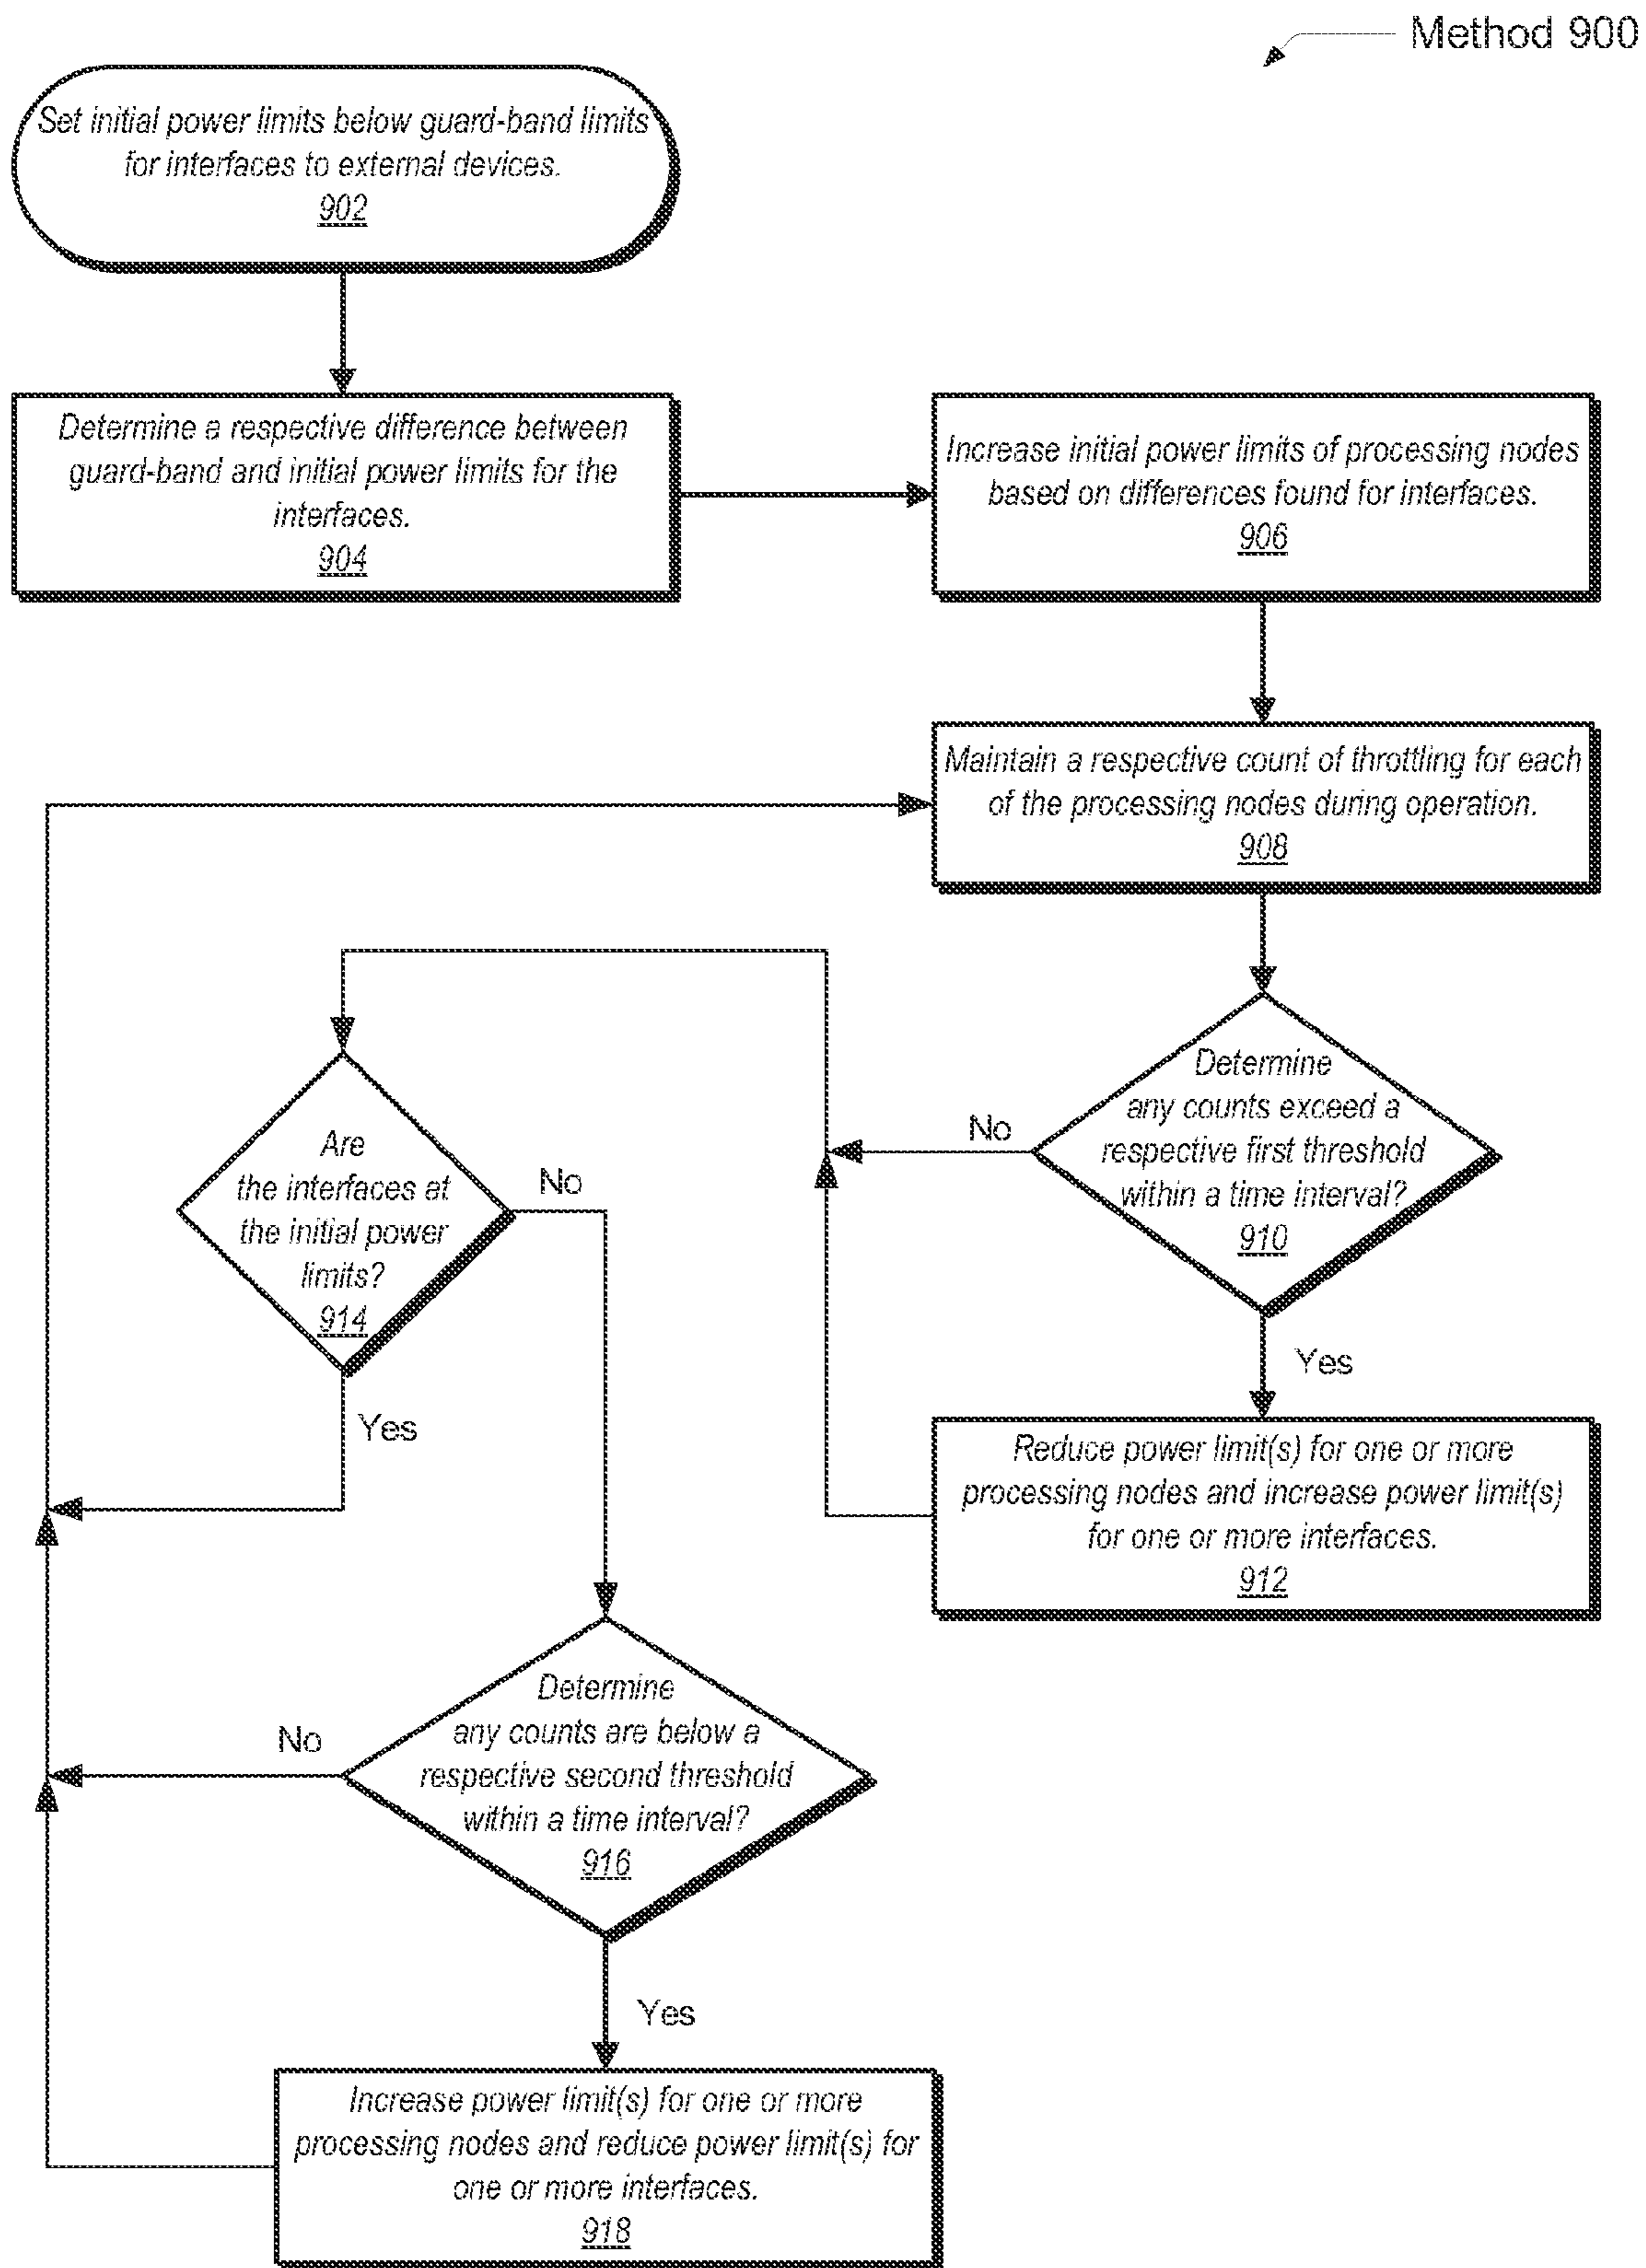 Method 900
Set initial power limits below guard-band limits
for interfaces to external devices.
902
Determine a respective difference between
guard-band and initial power limits for the
interfaces.
904
Increase initial power limits of processing nodes
based on differences found for interfaces.
906
Maintain a respective count of throttling for each
of the processing nodes during operation.
908
Determine
any counts exceed a
respective first threshold
within a time interval?
910
No
Yes
Reduce power limit(s) for one or more
processing nodes and increase power limit(s)
for one or more interfaces.
912
Are
the interfaces at
the initial power
limits?
914
No
Yes
Determine
any counts are below a
respective second threshold
within a time interval?
916
No
Yes
Increase power limit(s) for one or more
processing nodes and reduce power limit(s) for
one or more interfaces.
918